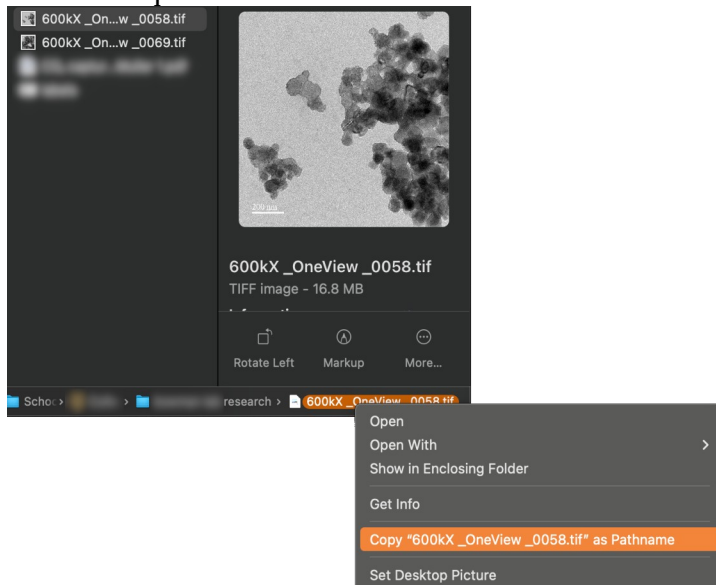 600kX _On...w _0058.tif
600kX _On...w _0069.tif
200 nm
600kX _OneView _0058.tif
TIFF image - 16.8 MB
Rotate Left
Markup
More...
research > 600kX _OneView _0058.tif
Open
Open With
Show in Enclosing Folder
Get Info
Copy “600kX _OneView _0058.tif” as Pathname
Set Desktop Picture